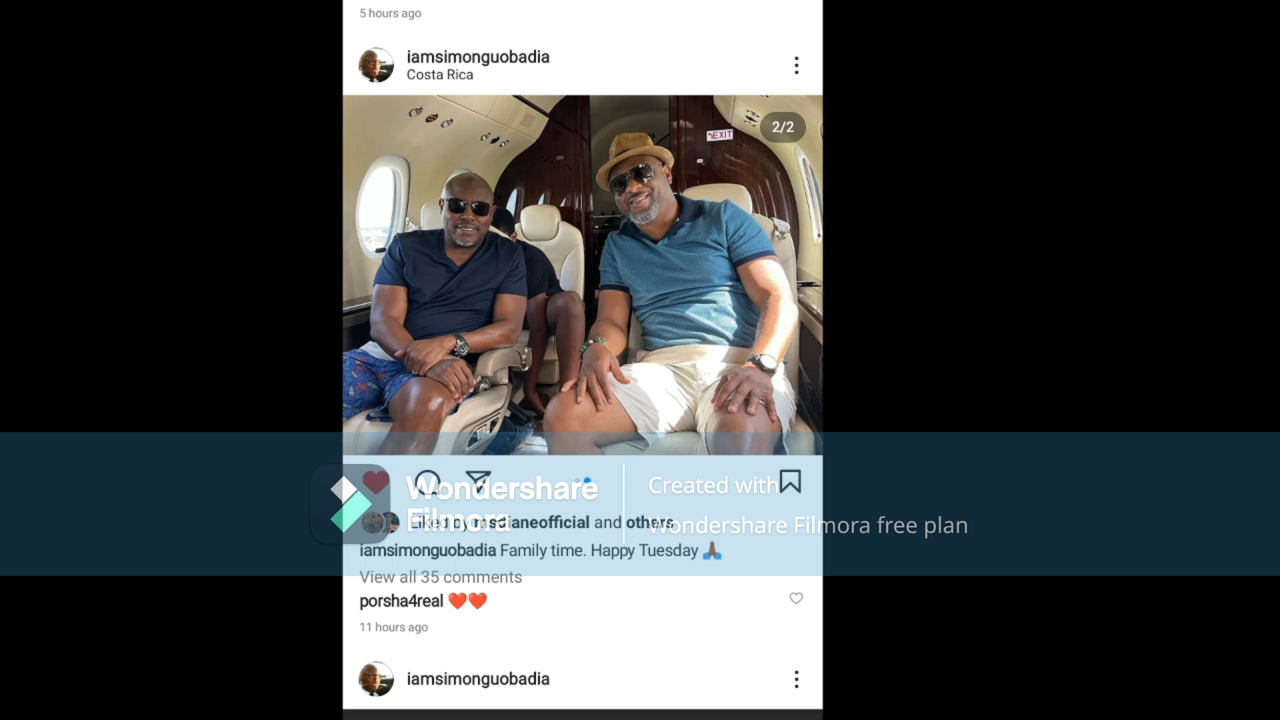 5 hours ago
iamsimonguobadia
Costa Rica
2/2
EXIT
Wondershare
Filmora
Created with
Wondershare Filmora free plan
Liked by msdianeofficial and others
iamsimonguobadia Family time. Happy Tuesday 🙏🏾
View all 35 comments
porsha4real ❤️❤️
11 hours ago
iamsimonguobadia